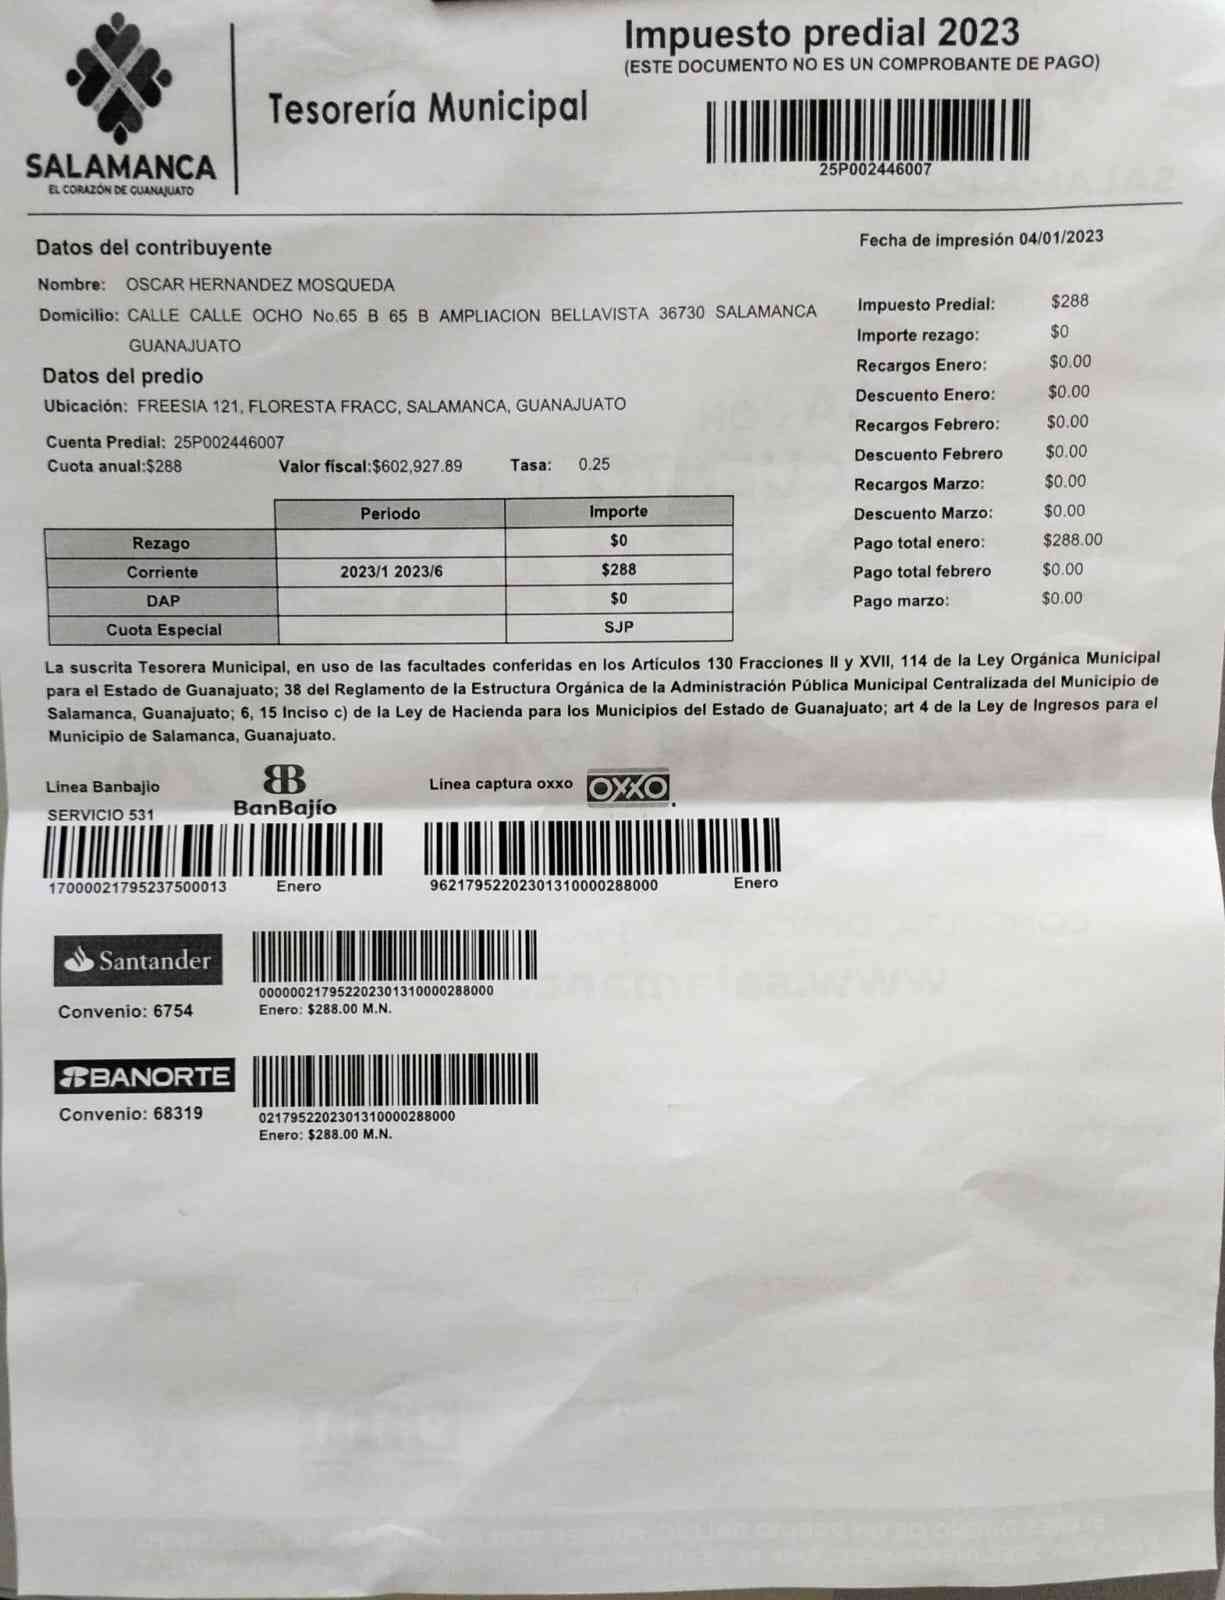 Impuesto predial 2023
(ESTE DOCUMENTO NO ES UN COMPROBANTE DE PAGO)
Tesorería Municipal
SALAMANCA
EL CORAZÓN DE GUANAJUATO
25P002446007
Datos del contribuyente
Fecha de impresión 04/01/2023
Nombre: OSCAR HERNANDEZ MOSQUEDA
Domicilio: CALLE CALLE OCHO No.65 B 65 B AMPLIACION BELLAVISTA 36730 SALAMANCA
GUANAJUATO
Datos del predio
Ubicación: FREESIA 121, FLORESTA FRACC, SALAMANCA, GUANAJUATO
Cuenta Predial: 25P002446007
Cuota anual:$288 Valor fiscal:$602,927.89 Tasa: 0.25
Impuesto Predial: $288
Importe rezago: $0
Recargos Enero: $0.00
Descuento Enero: $0.00
Recargos Febrero: $0.00
Descuento Febrero $0.00
Recargos Marzo: $0.00
Descuento Marzo: $0.00
Pago total enero: $288.00
Pago total febrero $0.00
Pago marzo: $0.00
Periodo Importe
Rezago $0
Corriente 2023/1 2023/6 $288
DAP $0
Cuota Especial SJP
La suscrita Tesorera Municipal, en uso de las facultades conferidas en los Artículos 130 Fracciones II y XVII, 114 de la Ley Orgánica Municipal
para el Estado de Guanajuato; 38 del Reglamento de la Estructura Orgánica de la Administración Pública Municipal Centralizada del Municipio de
Salamanca, Guanajuato; 6, 15 Inciso c) de la Ley de Hacienda para los Municipios del Estado de Guanajuato; art 4 de la Ley de Ingresos para el
Municipio de Salamanca, Guanajuato.
Linea Banbajio BanBajío
SERVICIO 531
17000021795237500013 Enero
Linea captura oxxo OXXO
962179522023013100002​88000 Enero
Santander
Convenio: 6754
00000021795220230131000​0288000
Enero: $288.00 M.N.
BANORTE
Convenio: 68319
0217952202301310000288000
Enero: $288.00 M.N.